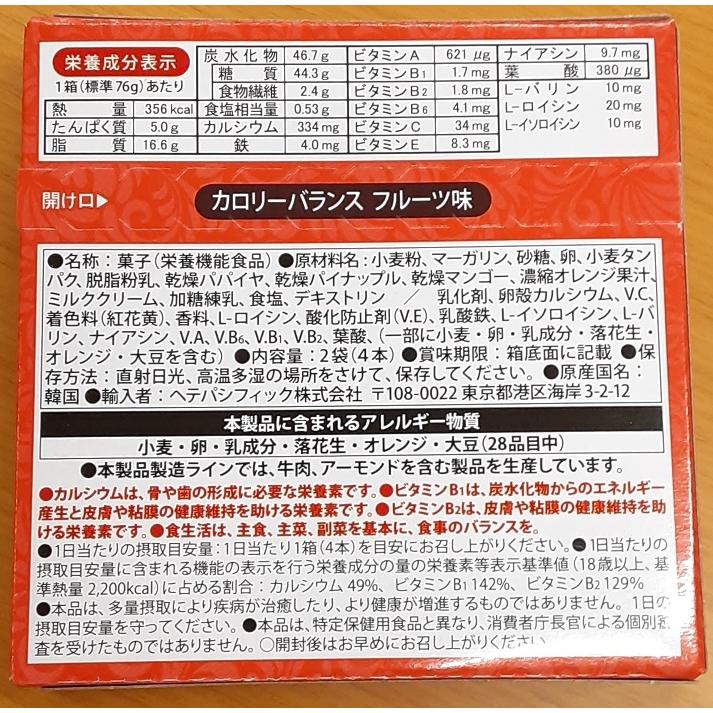 栄養成分表示
1箱(標準76g)あたり
熱量 356kcal
たんぱく質 5.0g
脂質 16.6g
炭水化物 46.7g
糖質 44.3g
食物繊維 2.4g
食塩相当量 0.53g
カルシウム 334mg
鉄 4.0mg
ビタミンA 621μg
ビタミンB1 1.7mg
ビタミンB2 1.8mg
ビタミンB6 4.1mg
ビタミンC 34mg
ビタミンE 8.3mg
ナイアシン 9.7mg
葉酸 380μg
L-バリン 10mg
L-ロイシン 20mg
L-イソロイシン 10mg
開け口▶
カロリーバランス フルーツ味
●名称：菓子(栄養機能食品) ●原材料名：小麦粉、マーガリン、砂糖、卵、小麦タン
パク、脱脂粉乳、乾燥パパイヤ、乾燥パイナップル、乾燥マンゴー、濃縮オレンジ果汁、
ミルククリーム、加糖練乳、食塩、デキストリン ／ 乳化剤、卵殻カルシウム、V.C、
着色料(紅花黄)、香料、L-ロイシン、酸化防止剤(V.E)、乳酸鉄、L-イソロイシン、L-バ
リン、ナイアシン、V.A、V.B6、V.B1、V.B2、葉酸、(一部に小麦・卵・乳成分・落花生・
オレンジ・大豆を含む) ●内容量：2袋(4本) ●賞味期限：箱底面に記載 ●保
存方法：直射日光、高温多湿の場所をさけて、保存してください。●原産国名：
韓国 ●輸入者：ヘテパシフィック株式会社 〒108-0022 東京都港区海岸3-2-12
本製品に含まれるアレルギー物質
小麦・卵・乳成分・落花生・オレンジ・大豆(28品目中)
●本製品製造ラインでは、牛肉、アーモンドを含む製品を生産しています。
●カルシウムは、骨や歯の形成に必要な栄養素です。●ビタミンB1は、炭水化物からのエネルギー
産生と皮膚や粘膜の健康維持を助ける栄養素です。●ビタミンB2は、皮膚や粘膜の健康維持を助
ける栄養素です。●食生活は、主食、主菜、副菜を基本に、食事のバランスを。
●1日当たりの摂取目安量：1日当たり1箱(4本)を目安にお召し上がりください。●1日当たりの
摂取目安量に含まれる機能の表示を行う栄養成分の量の栄養素等表示基準値(18歳以上、基
準熱量2,200kcal)に占める割合：カルシウム 49%、ビタミンB1 142%、ビタミンB2 129%
●本品は、多量摂取により疾病が治癒したり、より健康が増進するものではありません。1日の
摂取目安量を守ってください。●本品は、特定保健用食品と異なり、消費者庁長官による個別審
査を受けたものではありません。○開封後はお早めにお召し上がりください。